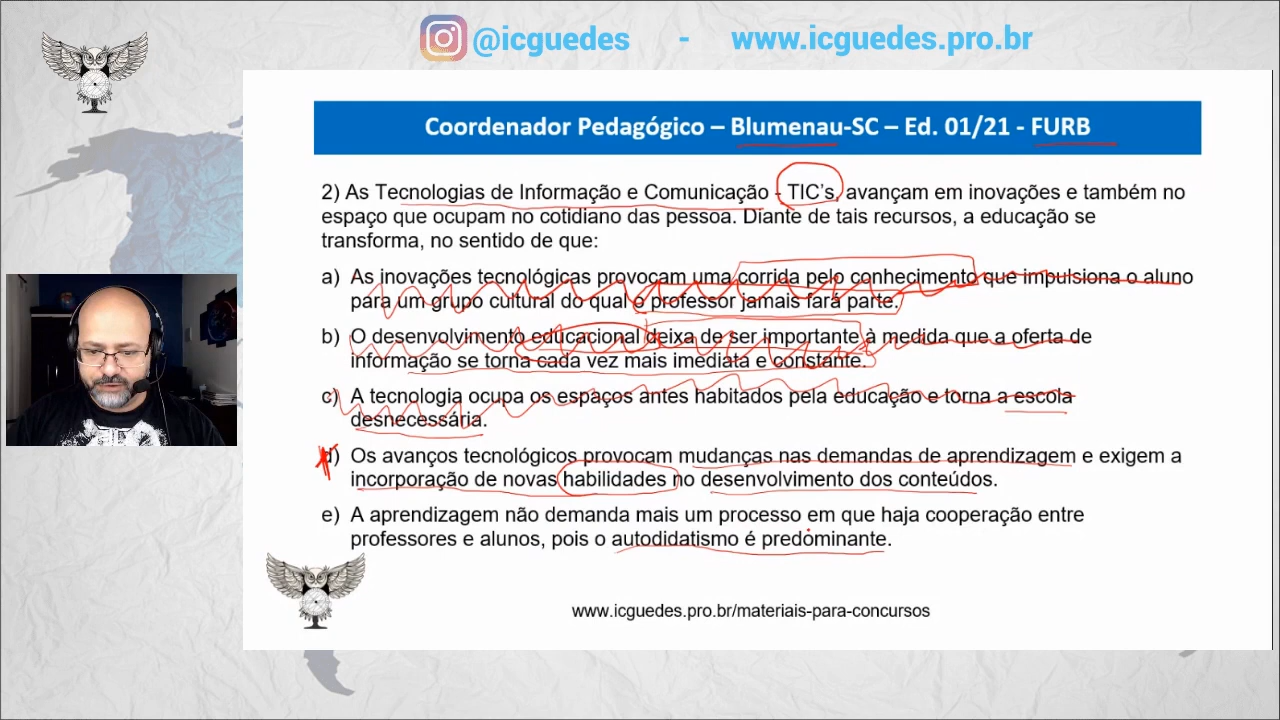 @icguedes - www.icguedes.pro.br
Coordenador Pedagógico – Blumenau-SC – Ed. 01/21 - FURB
2) As Tecnologias de Informação e Comunicação - TIC's, avançam em inovações e também no
espaço que ocupam no cotidiano das pessoa. Diante de tais recursos, a educação se
transforma, no sentido de que:
a) As inovações tecnológicas provocam uma corrida pelo conhecimento que impulsiona o aluno
para um grupo cultural do qual o professor jamais fará parte.
b) O desenvolvimento educacional deixa de ser importante à medida que a oferta de
informação se torna cada vez mais imediata e constante.
c) A tecnologia ocupa os espaços antes habitados pela educação e torna a escola
desnecessária.
d) Os avanços tecnológicos provocam mudanças nas demandas de aprendizagem e exigem a
incorporação de novas habilidades no desenvolvimento dos conteúdos.
e) A aprendizagem não demanda mais um processo em que haja cooperação entre
professores e alunos, pois o autodidatismo é predominante.
www.icguedes.pro.br/materiais-para-concursos